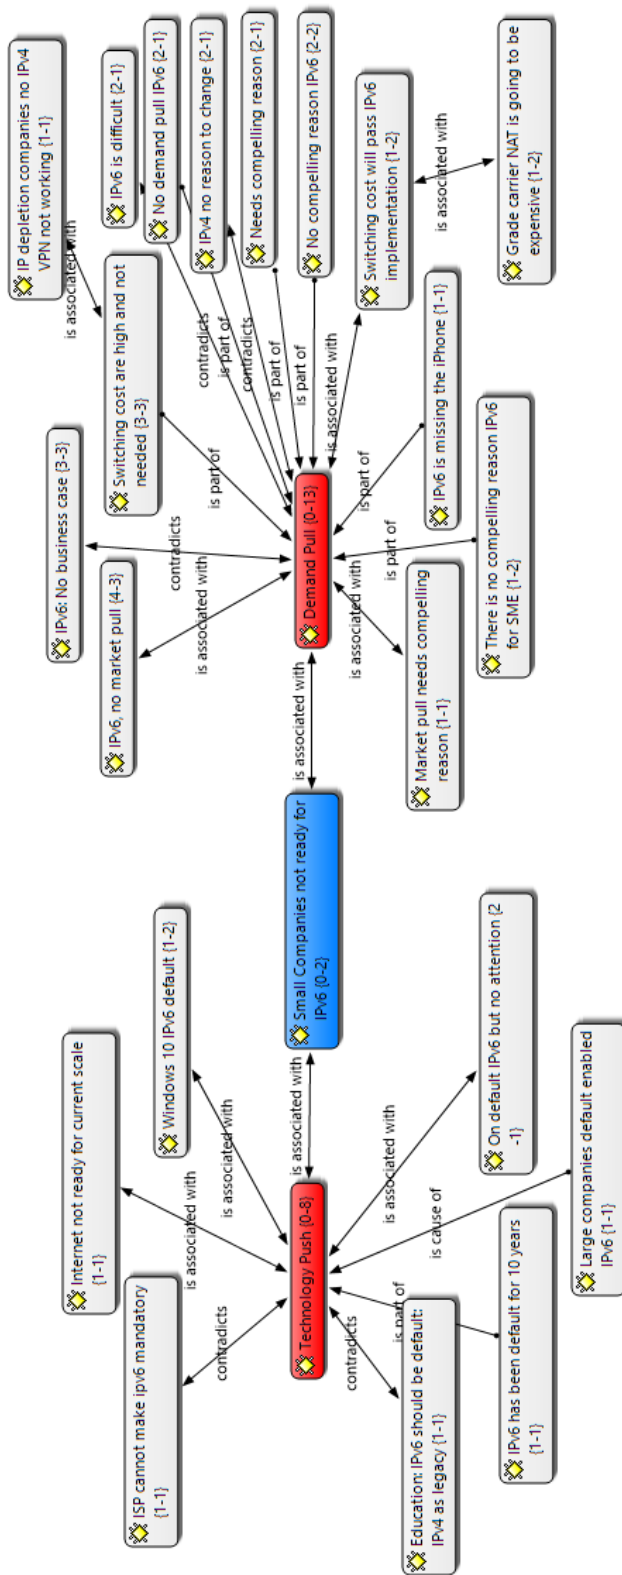 ISP cannot make ipv6 mandatory
{1-1}
Internet not ready for current scale
{1-1}
Windows 10 IPv6 default {1-2}
contradicts
is associated with
is associated with
Technology Push {0-8}
is associated with
Small Companies not ready for
IPv6 {0-2}
is associated with
Demand Pull {0-13}
contradicts
is part of
is cause of
is associated with
Education: IPv6 should be default:
IPv4 as legacy {1-1}
IPv6 has been default for 10 years
{1-1}
Large companies default enabled
IPv6 {1-1}
On default IPv6 but no attention {2
-1}
IPv6, no market pull {4-3}
IPv6: No business case {3-3}
is associated with
contradicts
Switching cost are high and not
needed {3-3}
is part of
IP depletion companies no IPv4
VPN not working {1-1}
is associated with
IPv6 is difficult {2-1}
No demand pull IPv6 {2-1}
IPv4 no reason to change {2-1}
Needs compelling reason {2-1}
No compelling reason IPv6 {2-2}
contradicts
is part of
contradicts
is part of
is part of
is associated with
Switching cost will pass IPv6
implementation {1-2}
is associated with
Grade carrier NAT is going to be
expensive {1-2}
is associated with
is part of
is part of
Market pull needs compelling
reason {1-1}
There is no compelling reason IPv6
for SME {1-2}
IPv6 is missing the iPhone {1-1}